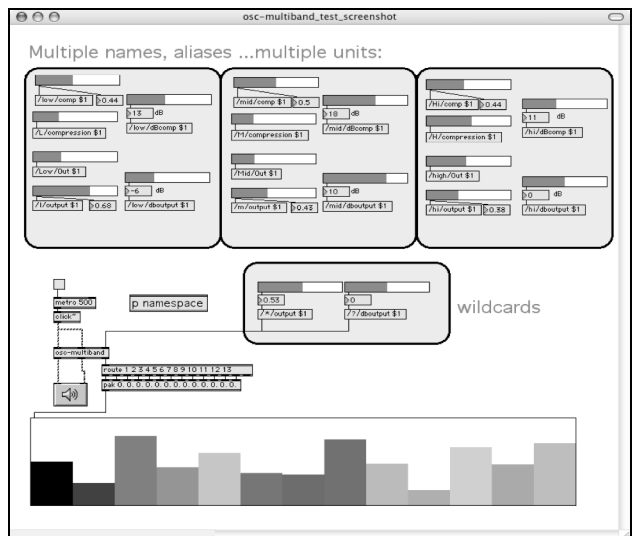 osc-multiband_test_screenshot
Multiple names, aliases ...multiple units:
/low/comp $1
0.44
13 dB
/low/dBcomp $1
/L/compression $1
/Low/Out $1
-6 dB
/l/output $1
0.68
/low/dboutput $1
/mid/comp $1
0.5
18 dB
/mid/dBcomp $1
/M/compression $1
/Mid/Out $1
10 dB
/m/output $1
0.43
/mid/dboutput $1
/Hi/comp $1
0.44
11 dB
/hi/dBcomp $1
/H/compression $1
/high/Out $1
0 dB
/hi/output $1
0.38
/hi/dboutput $1
metro 500
p namespace
click~
0.53
0
/*/output $1
/?/dboutput $1
wildcards
osc-multiband
route 1 2 3 4 5 6 7 8 9 10 11 12 13
pak 0. 0. 0. 0. 0. 0. 0. 0. 0. 0. 0. 0. 0.